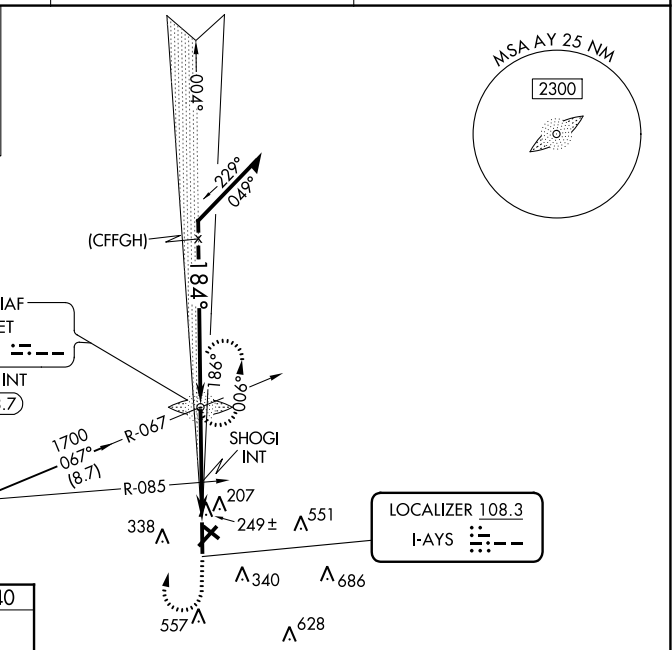 MSA AY 25 NM
2300
004°
229°
049°
(CFFGH)
184°
IAF
ET
INT
.7
186°
006°
1700
067°
(8.7)
R-067
SHOGI
INT
R-085
207
249 ±
551
338
LOCALIZER 108.3
I-AYS
340
686
557
628
40